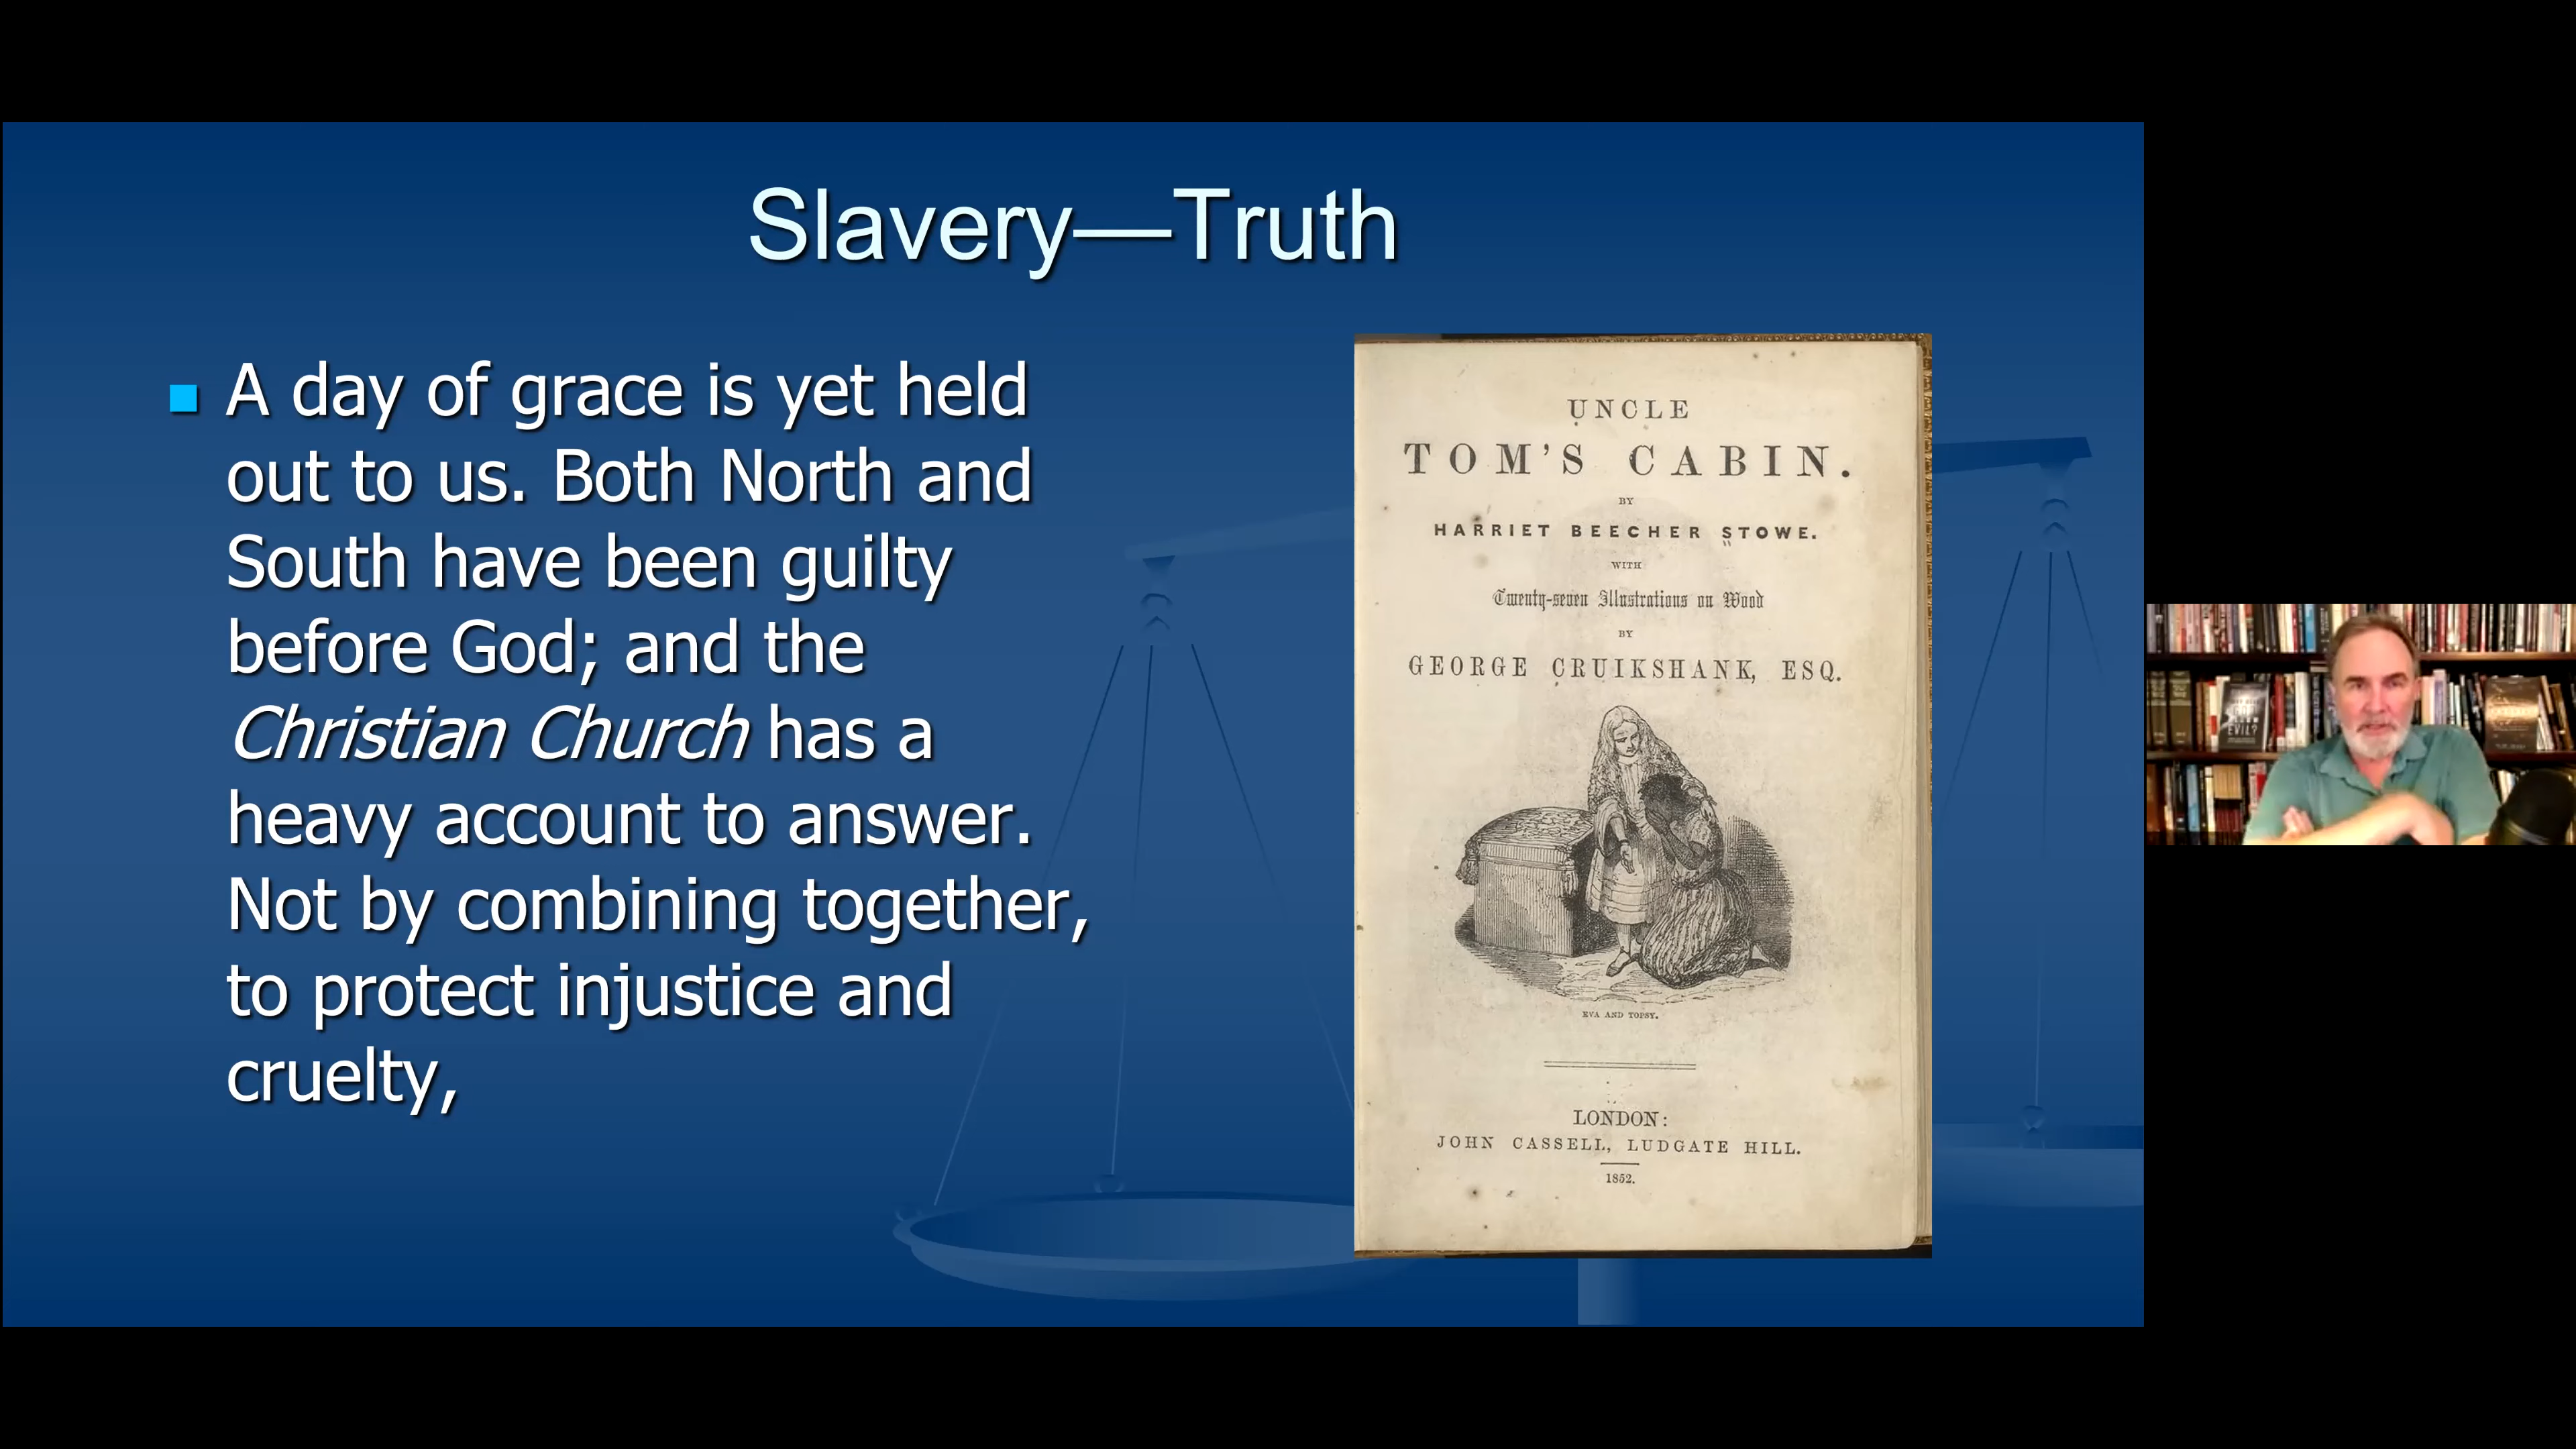 Slavery—Truth
A day of grace is yet held
out to us. Both North and
South have been guilty
before God; and the
Christian Church has a
heavy account to answer.
Not by combining together,
to protect injustice and
cruelty,
UNCLE
TOM'S CABIN.
BY
HARRIET BEECHER STOWE.
WITH
Twenty-seven Illustrations on Wood
BY
GEORGE CRUIKSHANK, ESQ.
EVA AND TOPSY.
LONDON:
JOHN CASSELL, LUDGATE HILL.
1852.
GOD
EVIL?